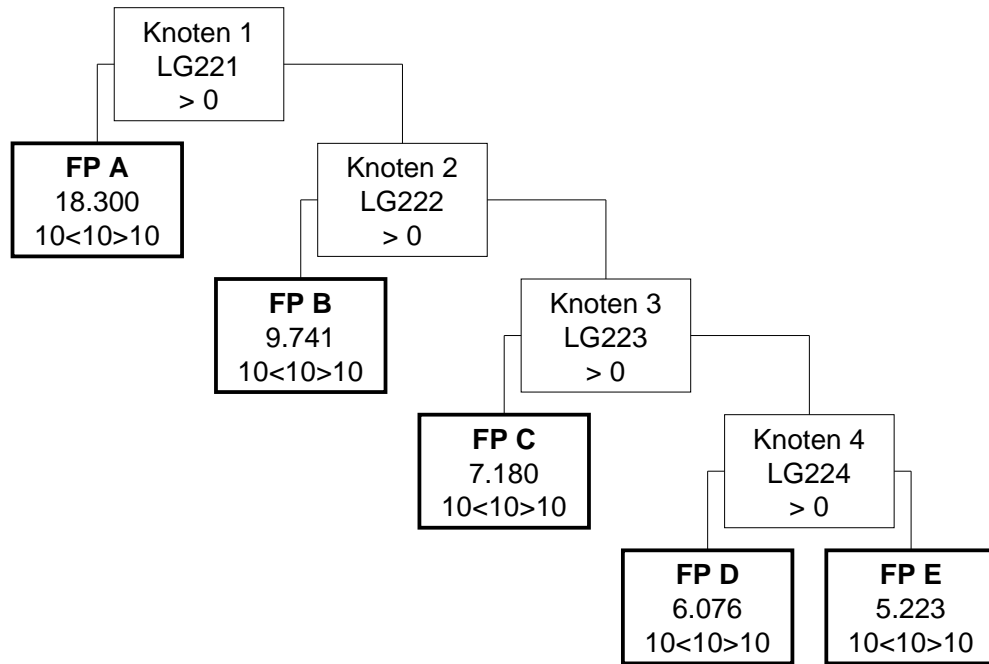 Knoten 1
LG221
> 0
FP A
18.300
10<10>10
Knoten 2
LG222
> 0
FP B
9.741
10<10>10
Knoten 3
LG223
> 0
FP C
7.180
10<10>10
Knoten 4
LG224
> 0
FP D
6.076
10<10>10
FP E
5.223
10<10>10